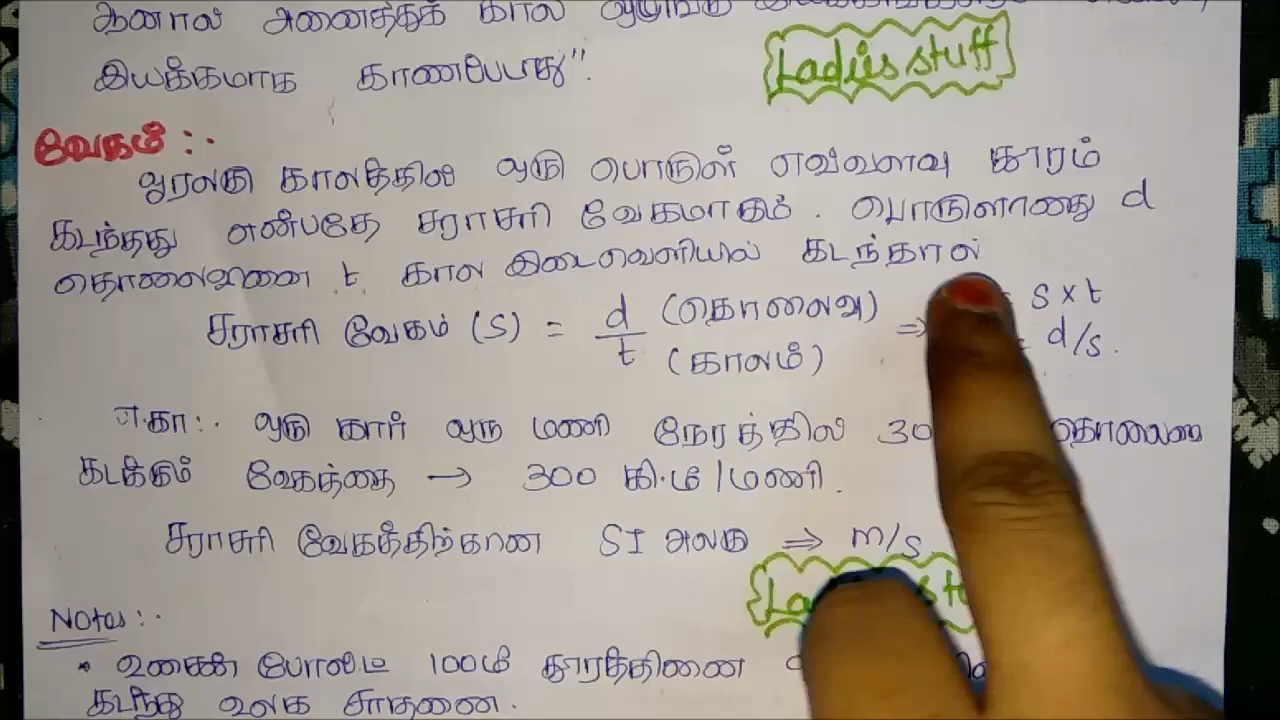 ஆனால் அனைத்துக் கால
இயக்கமாக காணப்படாது".
Ladies stuff
வேகம் :-
ஓரலகு காலத்தில் ஒரு பொருள் எவ்வளவு தூரம்
கடந்தது என்பதே சராசரி வேகமாகும். பொருளானது d
தொலைவினை t கால இடைவெளியில் கடந்தால்
சராசரி வேகம் (S) = d/t (தொலைவு) (காலம்) ⇒ S x t
d/s.
எ.கா:. ஒரு கார் ஒரு மணி நேரத்தில் 30 தொலைவை
கடக்கும் வேகத்தை → 300 கி.மீ/மணி.
சராசரி வேகத்திற்கான SI அலகு ⇒ m/s
Notes:-
* உசைன் போல்ட் 100மீ தூரத்தினை
கடந்து உலக சாதனை.